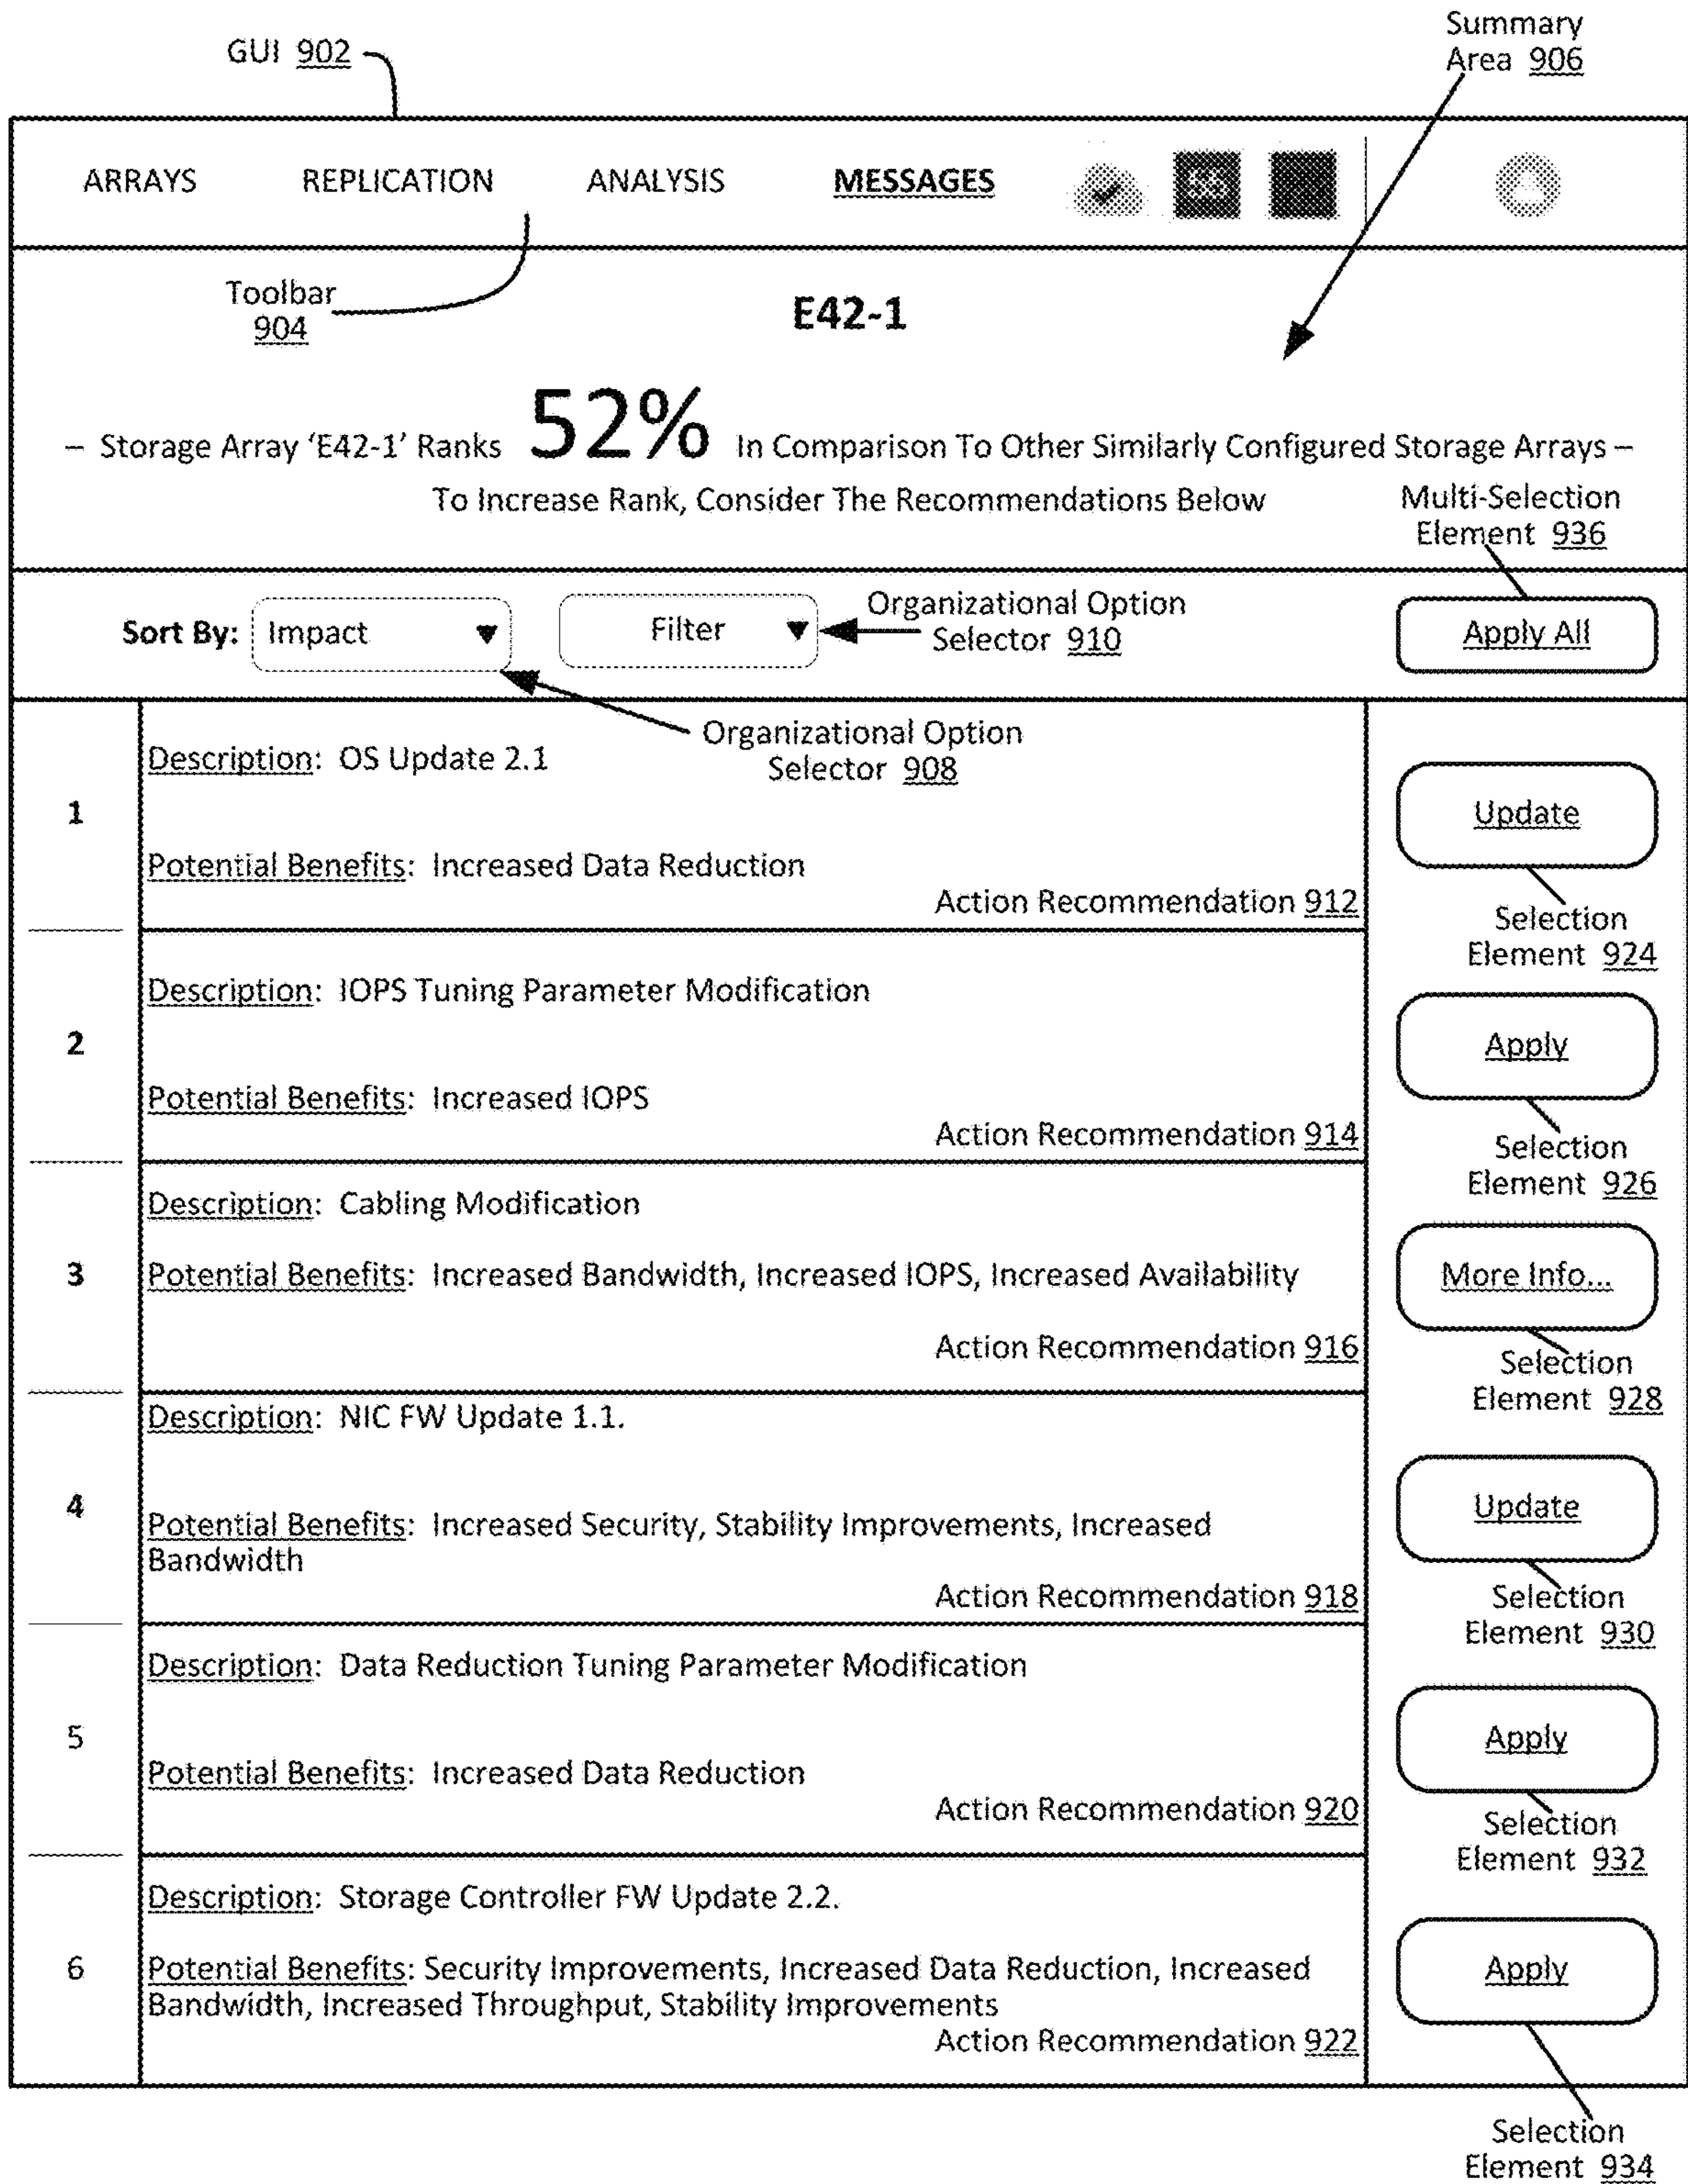 GUI 902
Summary
Area 906
ARRAYS REPLICATION ANALYSIS MESSAGES
Toolbar
904
E42-1
– Storage Array 'E42-1' Ranks 52% In Comparison To Other Similarly Configured Storage Arrays –
To Increase Rank, Consider The Recommendations Below
Multi-Selection
Element 936
Sort By: Impact Filter
Organizational Option
Selector 910
Apply All
Organizational Option
Selector 908
1
Description: OS Update 2.1
Potential Benefits: Increased Data Reduction
Action Recommendation 912
Update
Selection
Element 924
2
Description: IOPS Tuning Parameter Modification
Potential Benefits: Increased IOPS
Action Recommendation 914
Apply
Selection
Element 926
3
Description: Cabling Modification
Potential Benefits: Increased Bandwidth, Increased IOPS, Increased Availability
Action Recommendation 916
More Info...
Selection
Element 928
4
Description: NIC FW Update 1.1.
Potential Benefits: Increased Security, Stability Improvements, Increased
Bandwidth
Action Recommendation 918
Update
Selection
Element 930
5
Description: Data Reduction Tuning Parameter Modification
Potential Benefits: Increased Data Reduction
Action Recommendation 920
Apply
Selection
Element 932
6
Description: Storage Controller FW Update 2.2.
Potential Benefits: Security Improvements, Increased Data Reduction, Increased
Bandwidth, Increased Throughput, Stability Improvements
Action Recommendation 922
Apply
Selection
Element 934